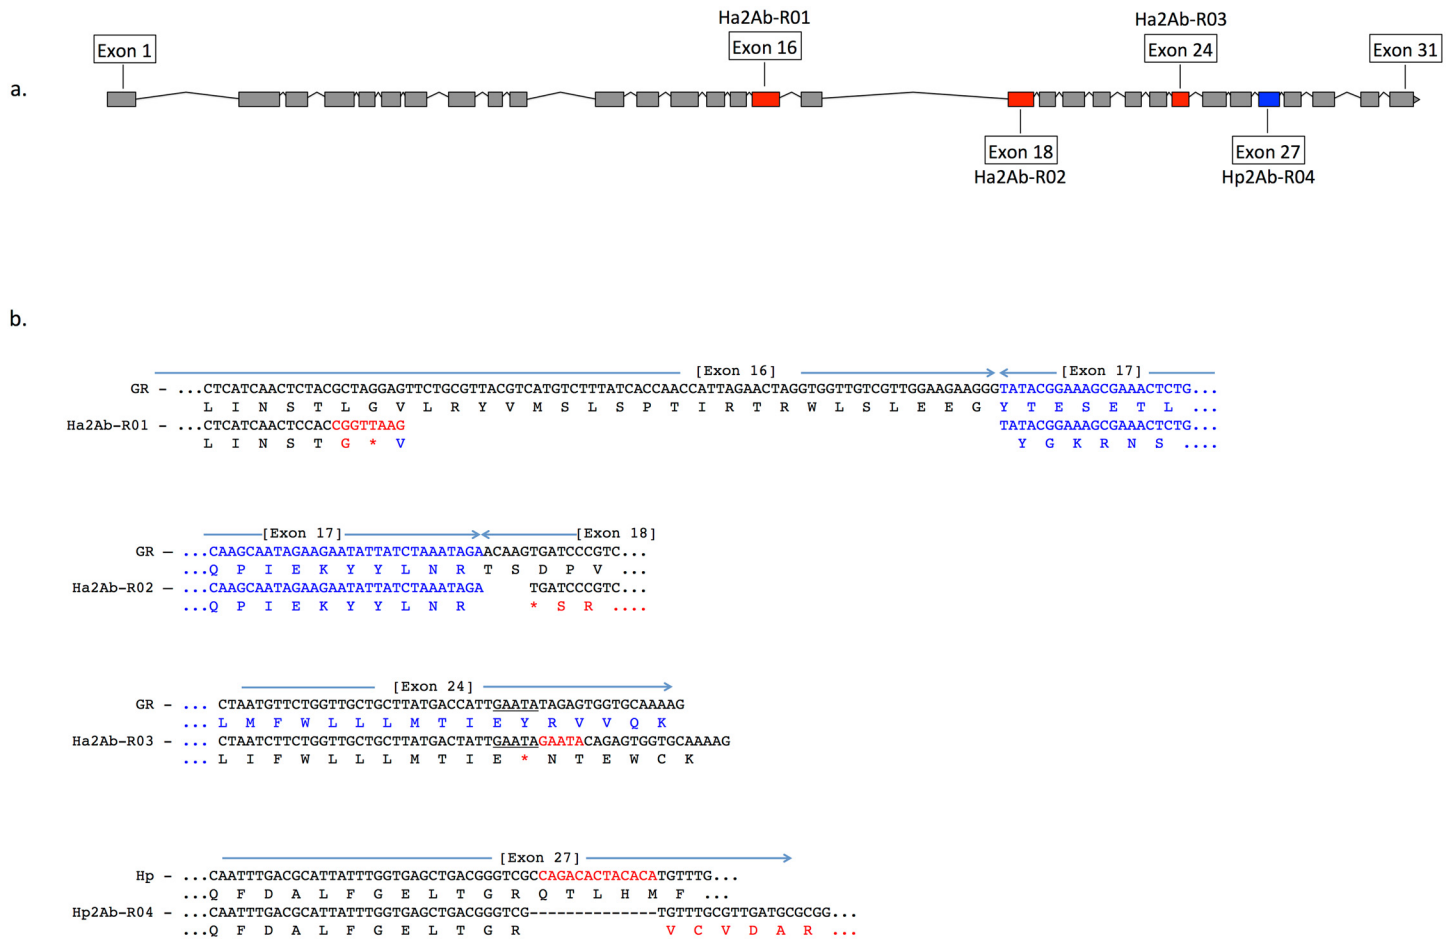 Ha2Ab-R01 Ha2Ab-R03
Exon 1 Exon 16 Exon 24 Exon 31
a.
Exon 18 Exon 27
Ha2Ab-R02 Hp2Ab-R04
b.
[Exon 16] [Exon 17]
GR – ...CTCATCAACTCTACGCTAGGAGTTCTGCGTTACGTCATGTCTTTATCACCAACCATTAGAACTAGGTGGTTGTCGTTGGAAGAAGGGTATACGGAAAGCGAAACTCTG...
L I N S T L G V L R Y V M S L S P T I R T R W L S L E E G Y T E S E T L ...
Ha2Ab-R01 – ...CTCATCAACTCCACCGGTTAAG TATACGGAAAGCGAAACTCTG...
L I N S T G * V Y G K R N S ....
[Exon 17] [Exon 18]
GR – ...CAAGCAATAGAAGAATATTATCTAAATAGAACAAGTGATCCCGTC...
...Q P I E K Y Y L N R T S D P V ...
Ha2Ab-R02 – ...CAAGCAATAGAAGAATATTATCTAAATAGA TGATCCCGTC...
...Q P I E K Y Y L N R * S R ....
[Exon 24]
GR – ... CTAATGTTCTGGTTGCTGCTTATGACCATTGAATATAGAGTGGTGCAAAAG
... L M F W L L L M T I E Y R V V Q K
Ha2Ab-R03 – ... CTAATCTTCTGGTTGCTGCTTATGACTATTGAATAGAATACAGAGTGGTGCAAAAG
... L I F W L L L M T I E * N T E W C K
[Exon 27]
Hp – ...CAATTTGACGCATTATTTGGTGAGCTGACGGGTCGCCAGACACTACACATGTTTG...
...Q F D A L F G E L T G R Q T L H M F ...
Hp2Ab-R04 – ...CAATTTGACGCATTATTTGGTGAGCTGACGGGTCG--------------TGTTTGCGTTGATGCGCGG...
...Q F D A L F G E L T G R V C V D A R ...